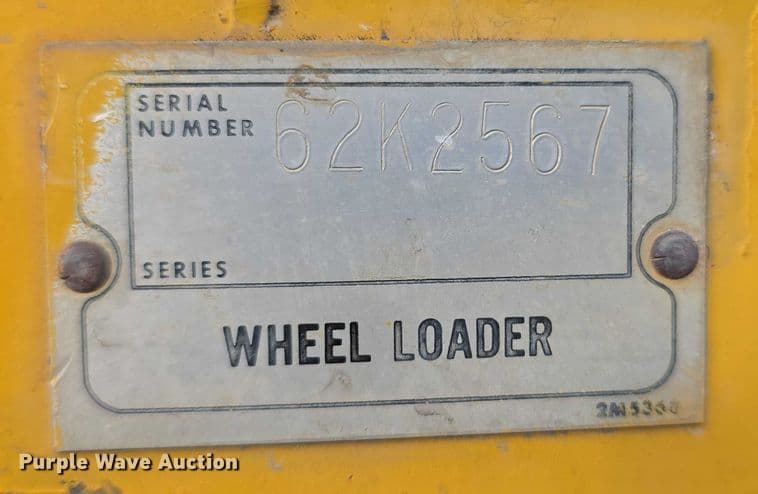 SERIAL
NUMBER 62K2567
SERIES
WHEEL LOADER
Purple Wave Auction